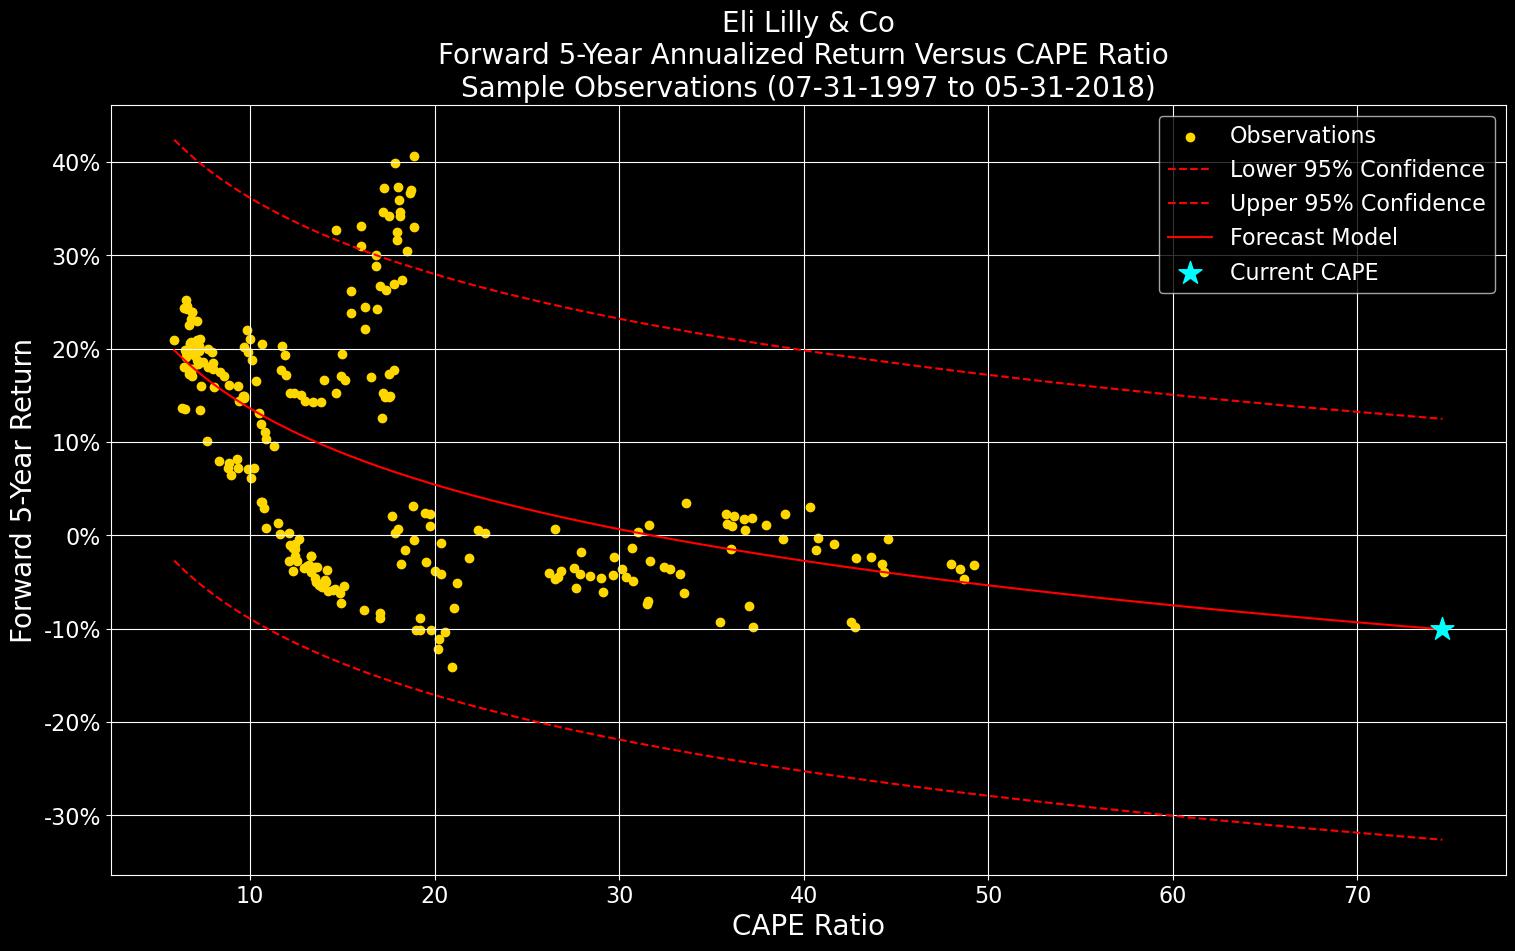 Eli Lilly & Co
Forward 5-Year Annualized Return Versus CAPE Ratio
Sample Observations (07-31-1997 to 05-31-2018)
Observations
Lower 95% Confidence
Upper 95% Confidence
Forecast Model
Current CAPE
Forward 5-Year Return
40%
30%
20%
10%
0%
-10%
-20%
-30%
10 20 30 40 50 60 70
CAPE Ratio